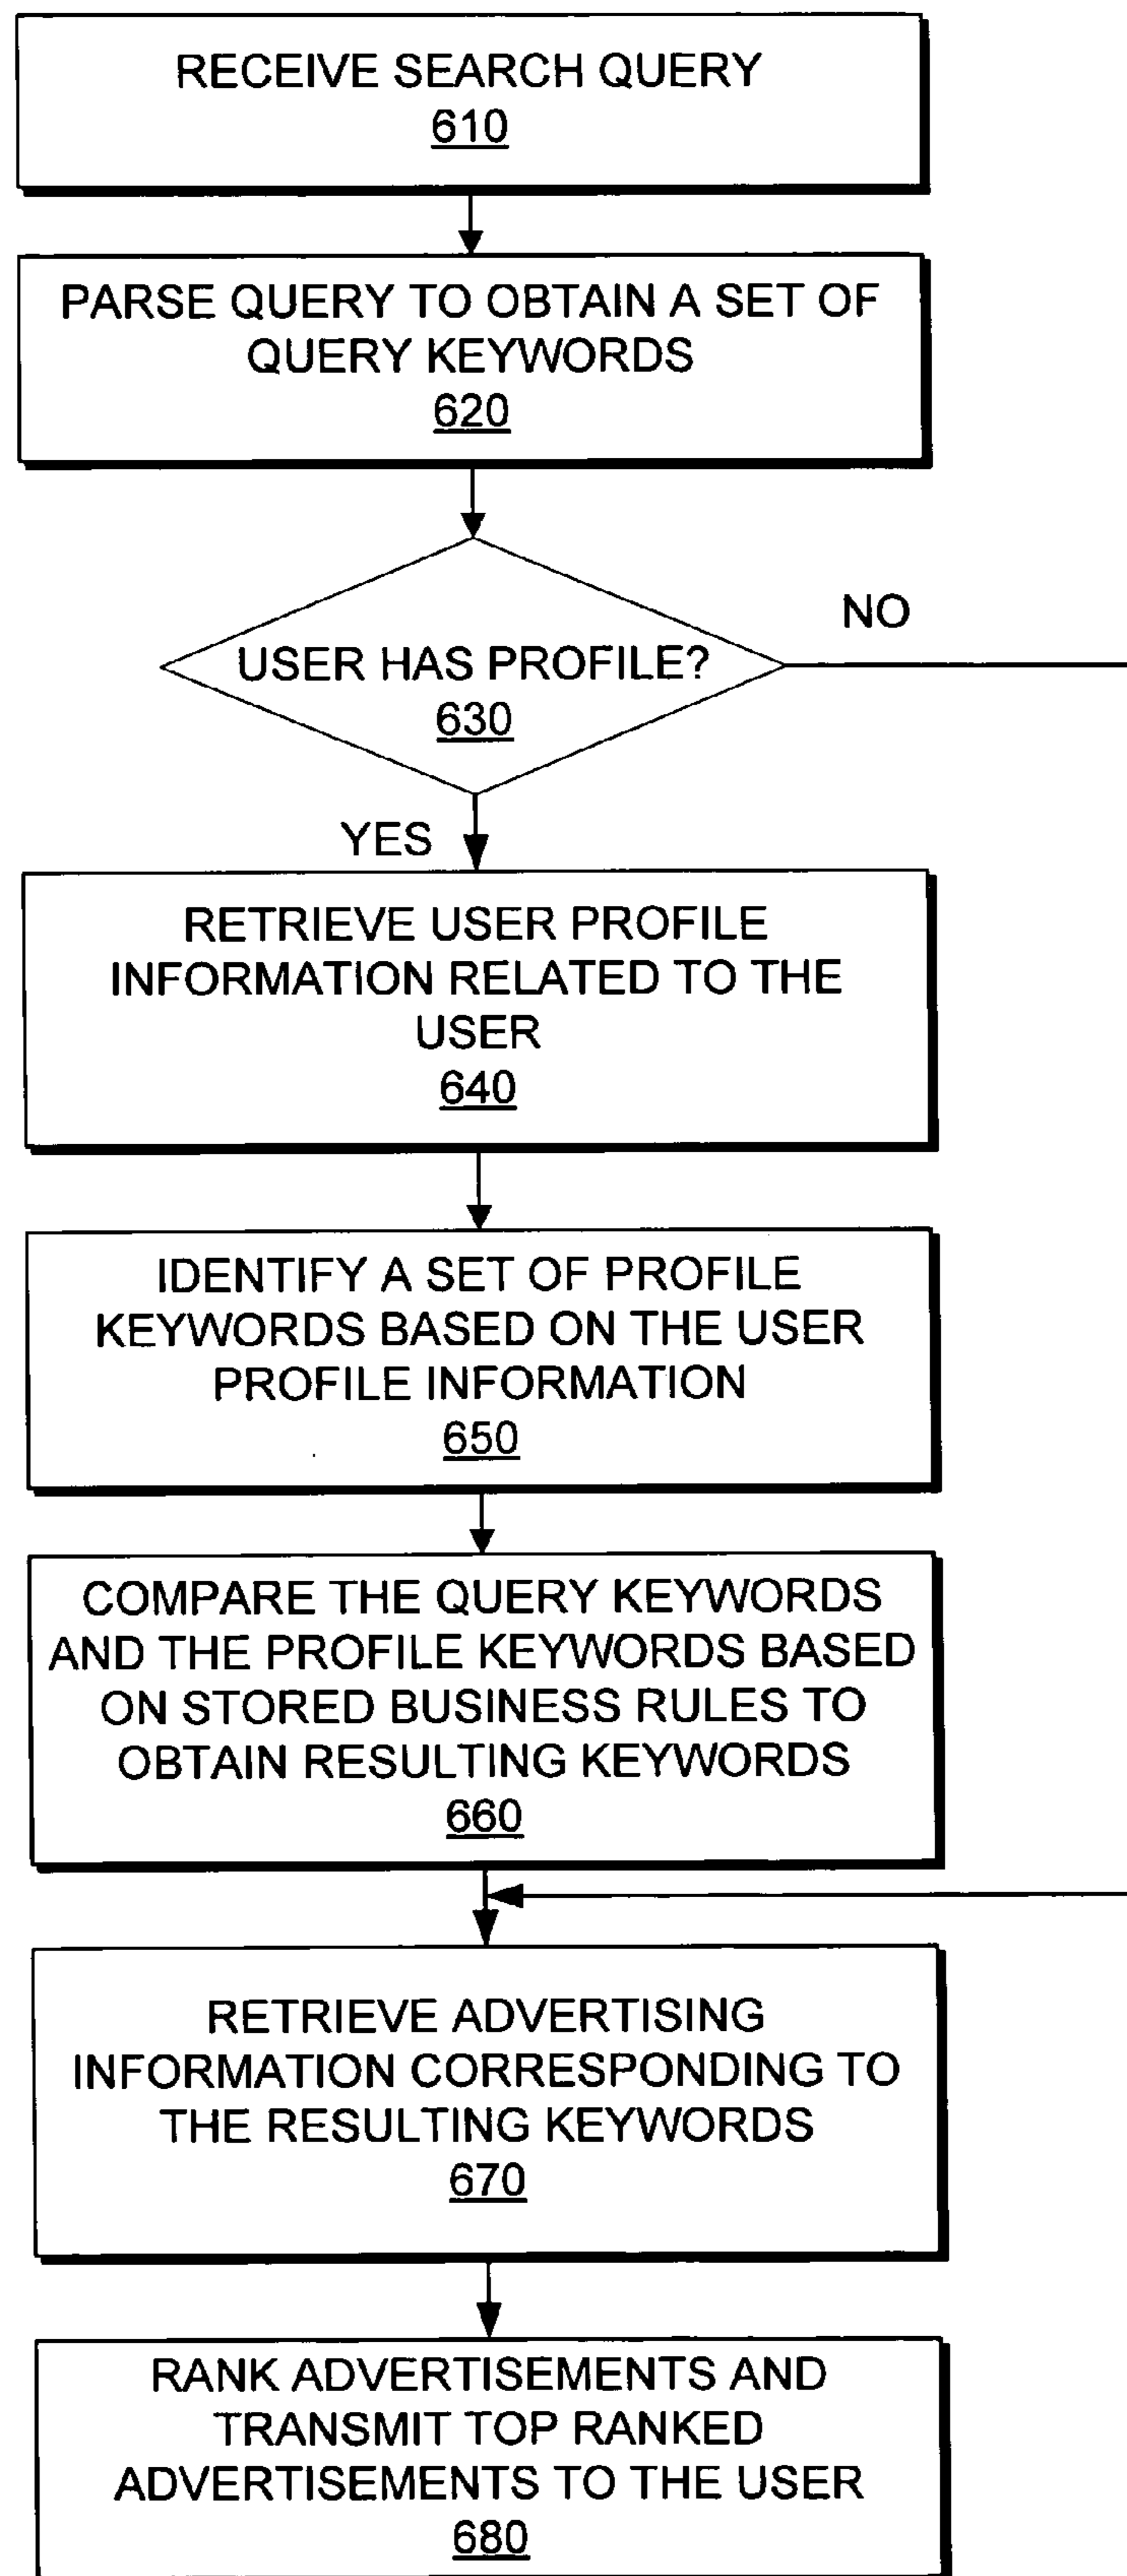 RECEIVE SEARCH QUERY
610
PARSE QUERY TO OBTAIN A SET OF
QUERY KEYWORDS
620
NO
USER HAS PROFILE?
630
YES
RETRIEVE USER PROFILE
INFORMATION RELATED TO THE
USER
640
IDENTIFY A SET OF PROFILE
KEYWORDS BASED ON THE USER
PROFILE INFORMATION
650
COMPARE THE QUERY KEYWORDS
AND THE PROFILE KEYWORDS BASED
ON STORED BUSINESS RULES TO
OBTAIN RESULTING KEYWORDS
660
RETRIEVE ADVERTISING
INFORMATION CORRESPONDING TO
THE RESULTING KEYWORDS
670
RANK ADVERTISEMENTS AND
TRANSMIT TOP RANKED
ADVERTISEMENTS TO THE USER
680